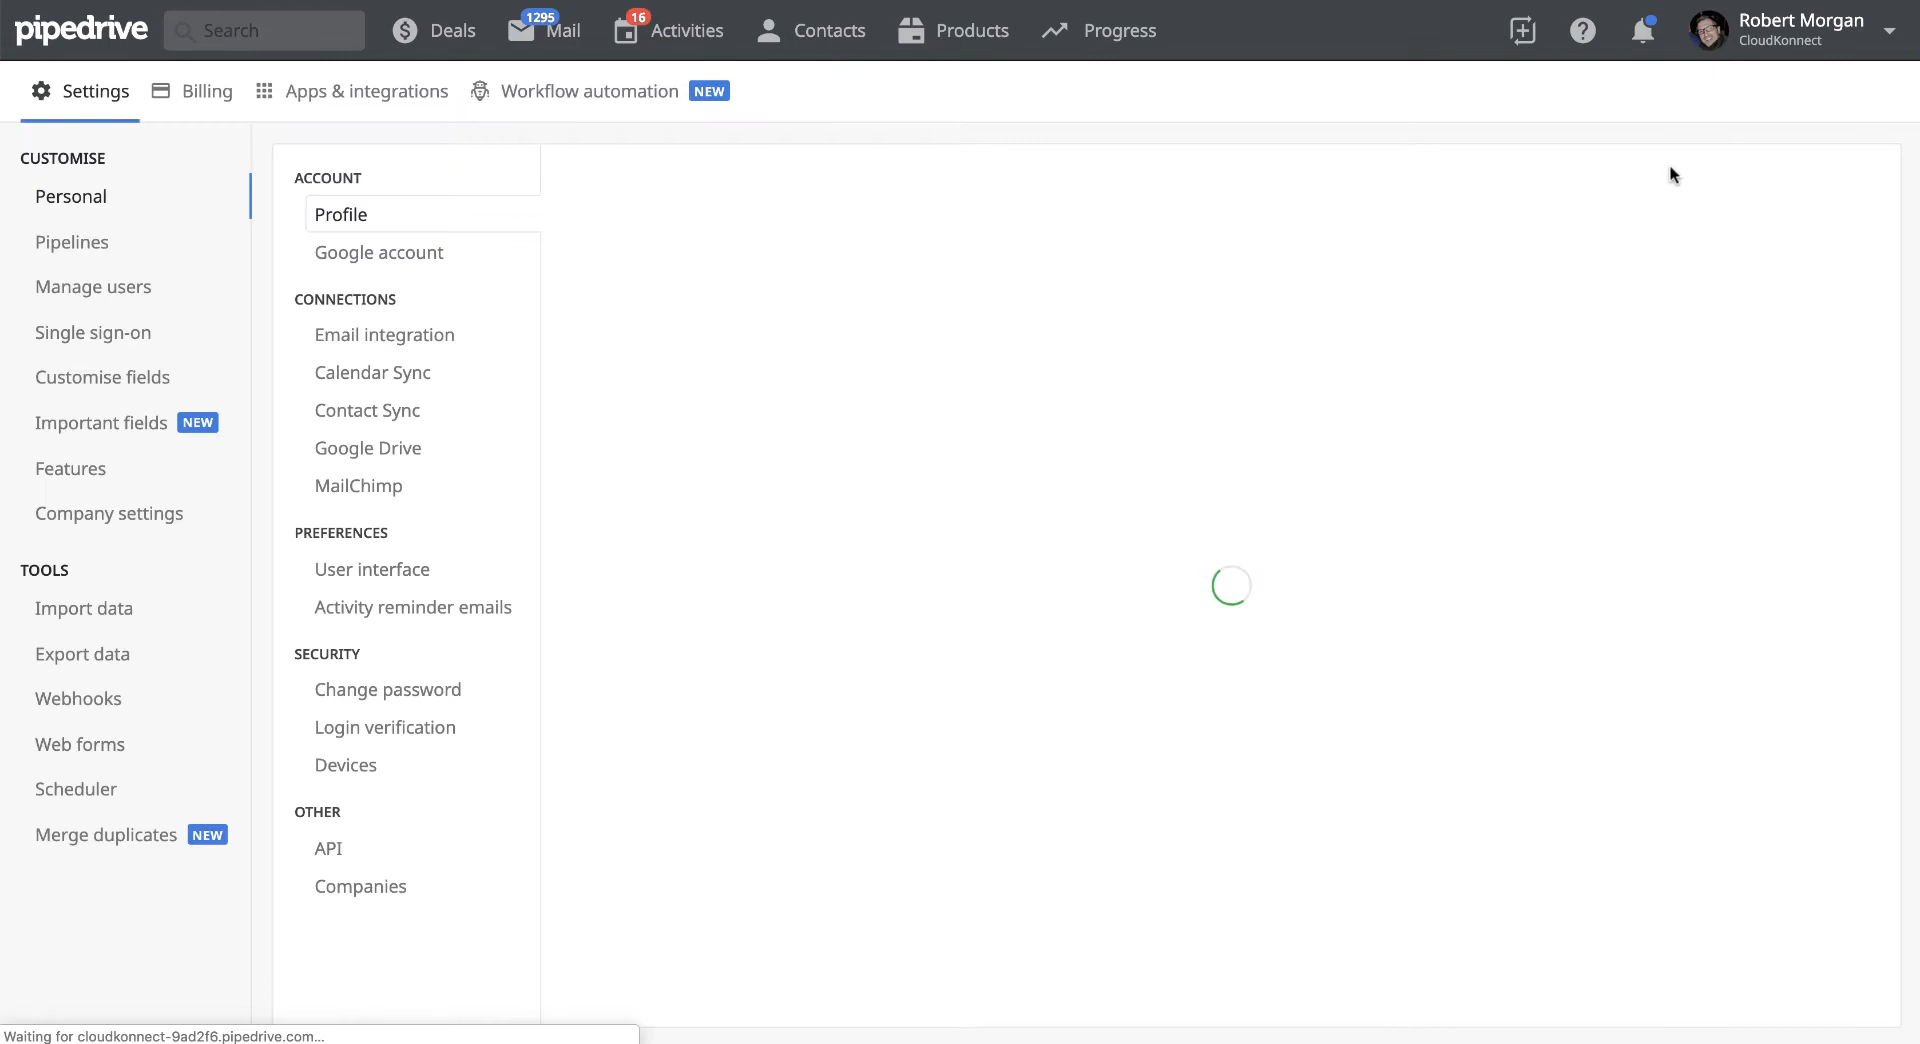 pipedrive
Search
Deals
1295
Mail
16
Activities
Contacts
Products
Progress
Robert Morgan
CloudKonnect
Settings
Billing
Apps & integrations
Workflow automation NEW
CUSTOMISE
Personal
Pipelines
Manage users
Single sign-on
Customise fields
Important fields NEW
Features
Company settings
TOOLS
Import data
Export data
Webhooks
Web forms
Scheduler
Merge duplicates NEW
ACCOUNT
Profile
Google account
CONNECTIONS
Email integration
Calendar Sync
Contact Sync
Google Drive
MailChimp
PREFERENCES
User interface
Activity reminder emails
SECURITY
Change password
Login verification
Devices
OTHER
API
Companies
Waiting for cloudkonnect-9ad2f6.pipedrive.com...